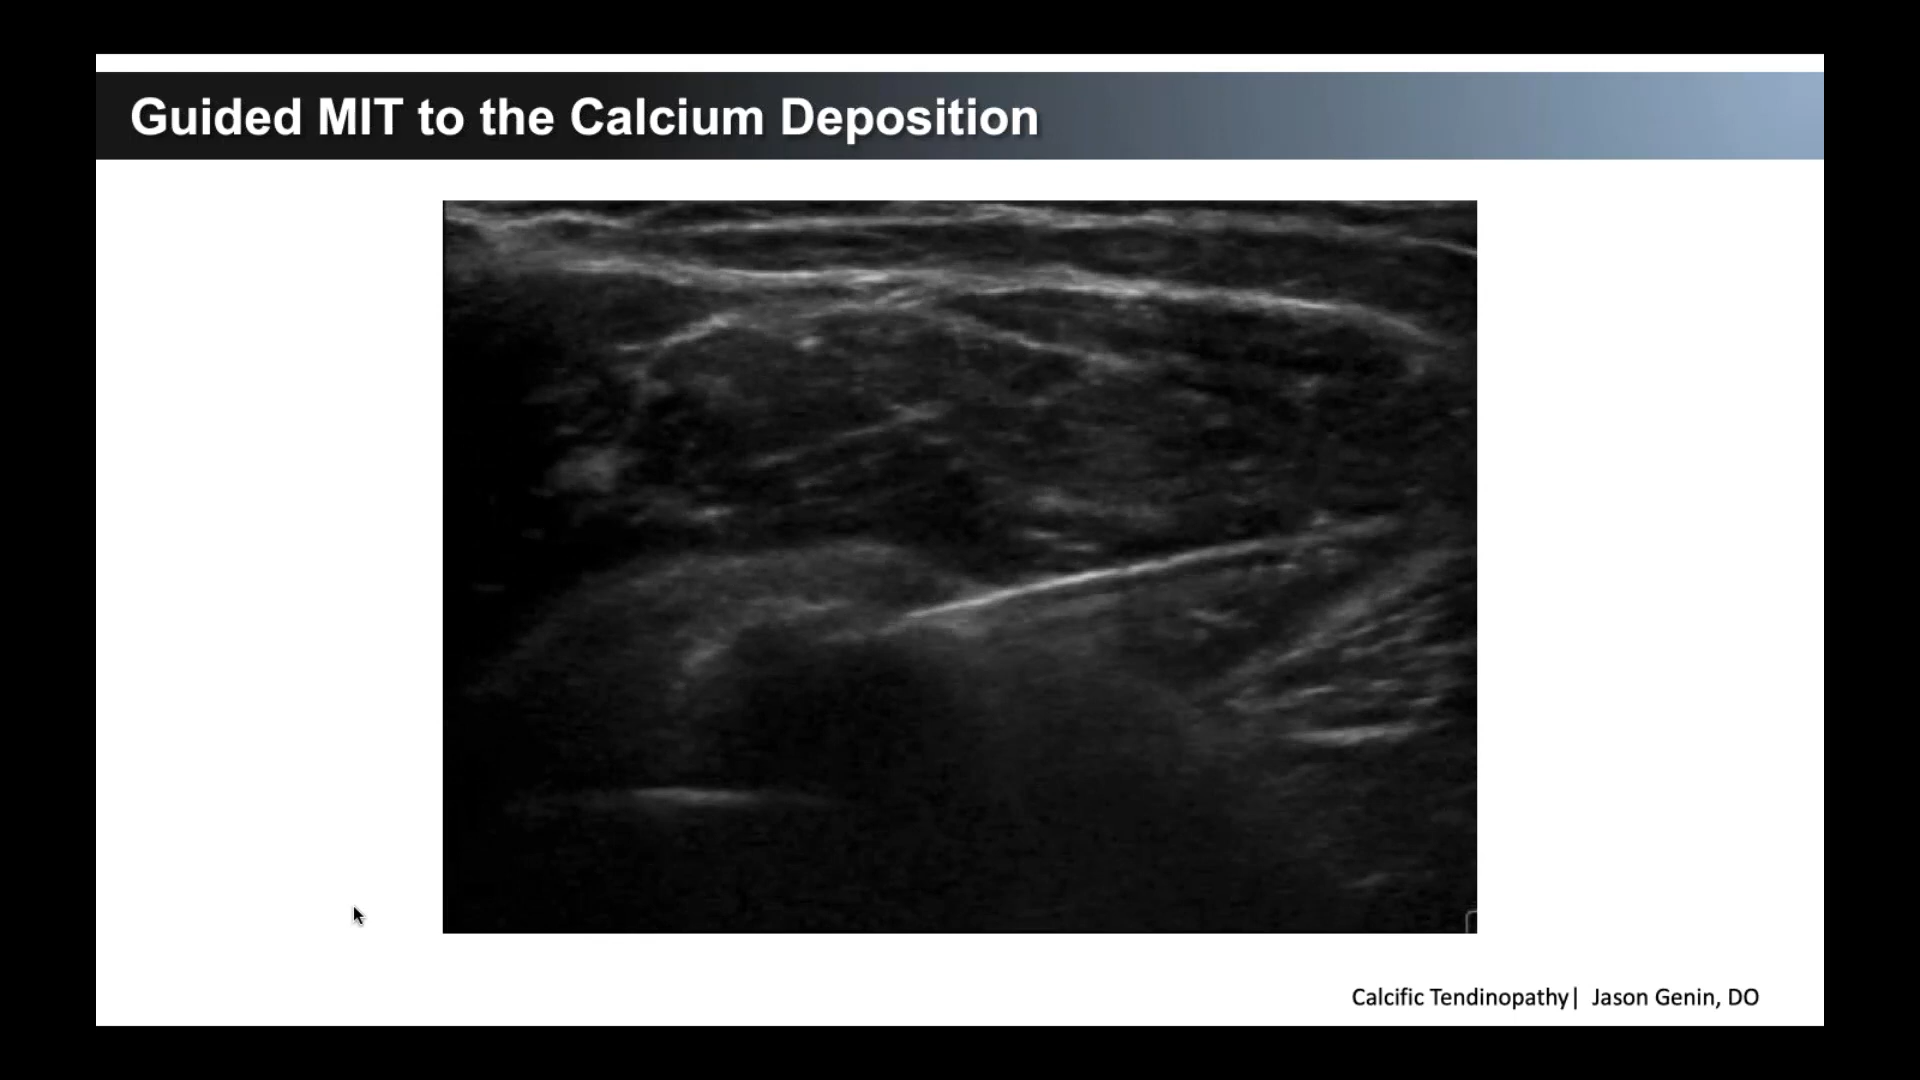 Guided MIT to the Calcium Deposition
Calcific Tendinopathy| Jason Genin, DO